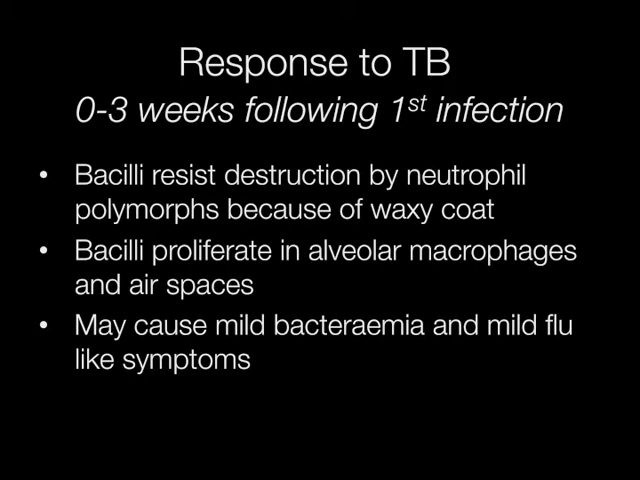 Response to TB
0-3 weeks following 1st infection
• Bacilli resist destruction by neutrophil
polymorphs because of waxy coat
• Bacilli proliferate in alveolar macrophages
and air spaces
• May cause mild bacteraemia and mild flu
like symptoms